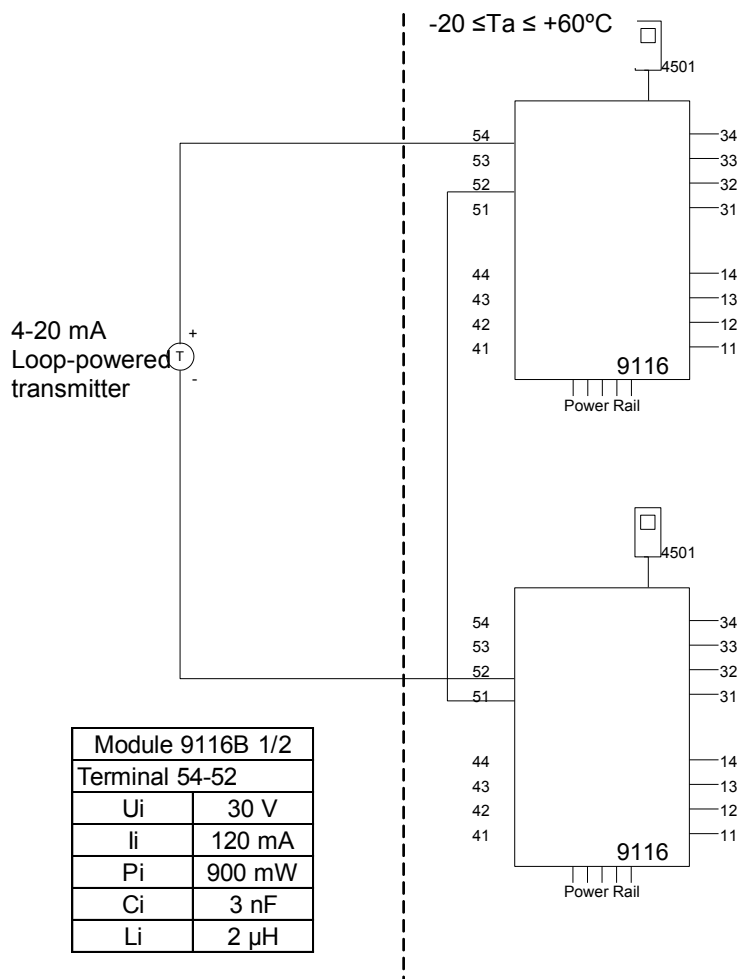 -20 ≤Ta ≤ +60ºC
4501
54
34
53
33
52
32
51
31
44
14
43
13
42
12
41
11
9116
Power Rail
4-20 mA
Loop-powered
transmitter
+
T
-
4501
54
34
53
33
52
32
51
31
44
14
43
13
42
12
41
11
9116
Power Rail
Module 9116B 1/2
Terminal 54-52
Ui 30 V
Ii 120 mA
Pi 900 mW
Ci 3 nF
Li 2 µH